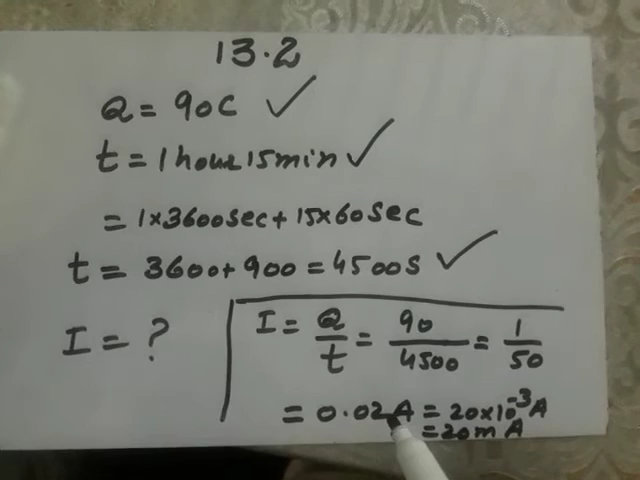 13.2
Q = 90C ✓
t = 1 hour 15 min ✓
= 1×3600 sec + 15×60 sec
t = 3600 + 900 = 4500 S ✓
I = ?
I = Q/t = 90/4500 = 1/50
= 0.02 A = 20×10⁻³ A
= 20 m A